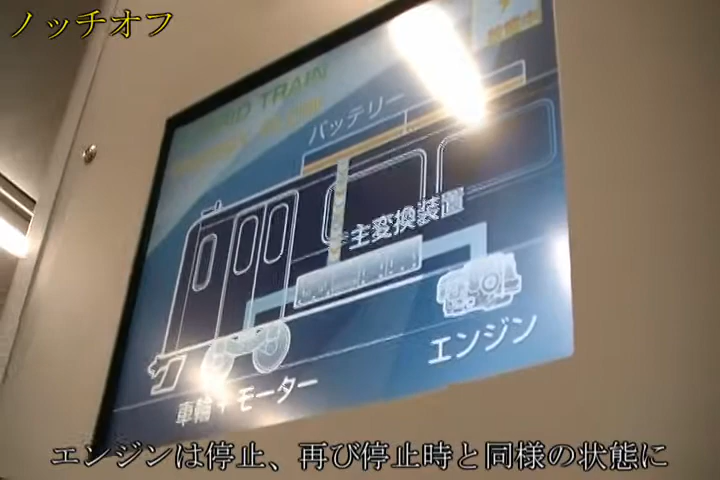 ノッチオフ
HYBRID TRAIN
バッテリー
主変換装置
エンジン
車輪＋モーター
エンジンは停止、再び停止時と同様の状態に